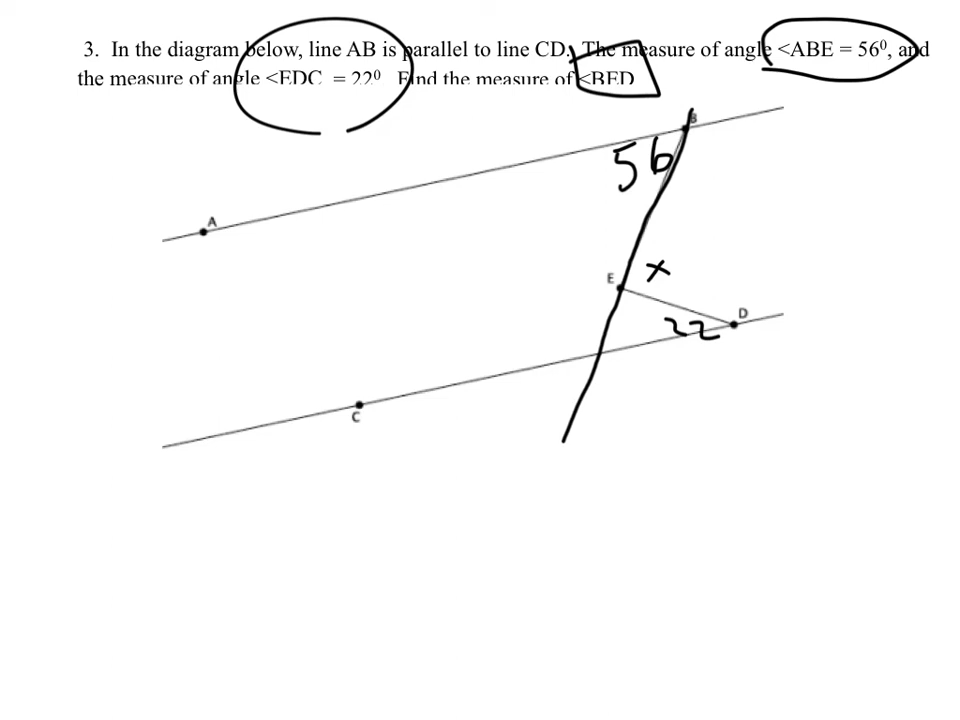 3. In the diagram below, line AB is parallel to line CD. The measure of angle <ABE = 56⁰, and
the measure of angle <EDC = 22⁰ Find the measure of <BED
B
56
A
E
x
D
22
C